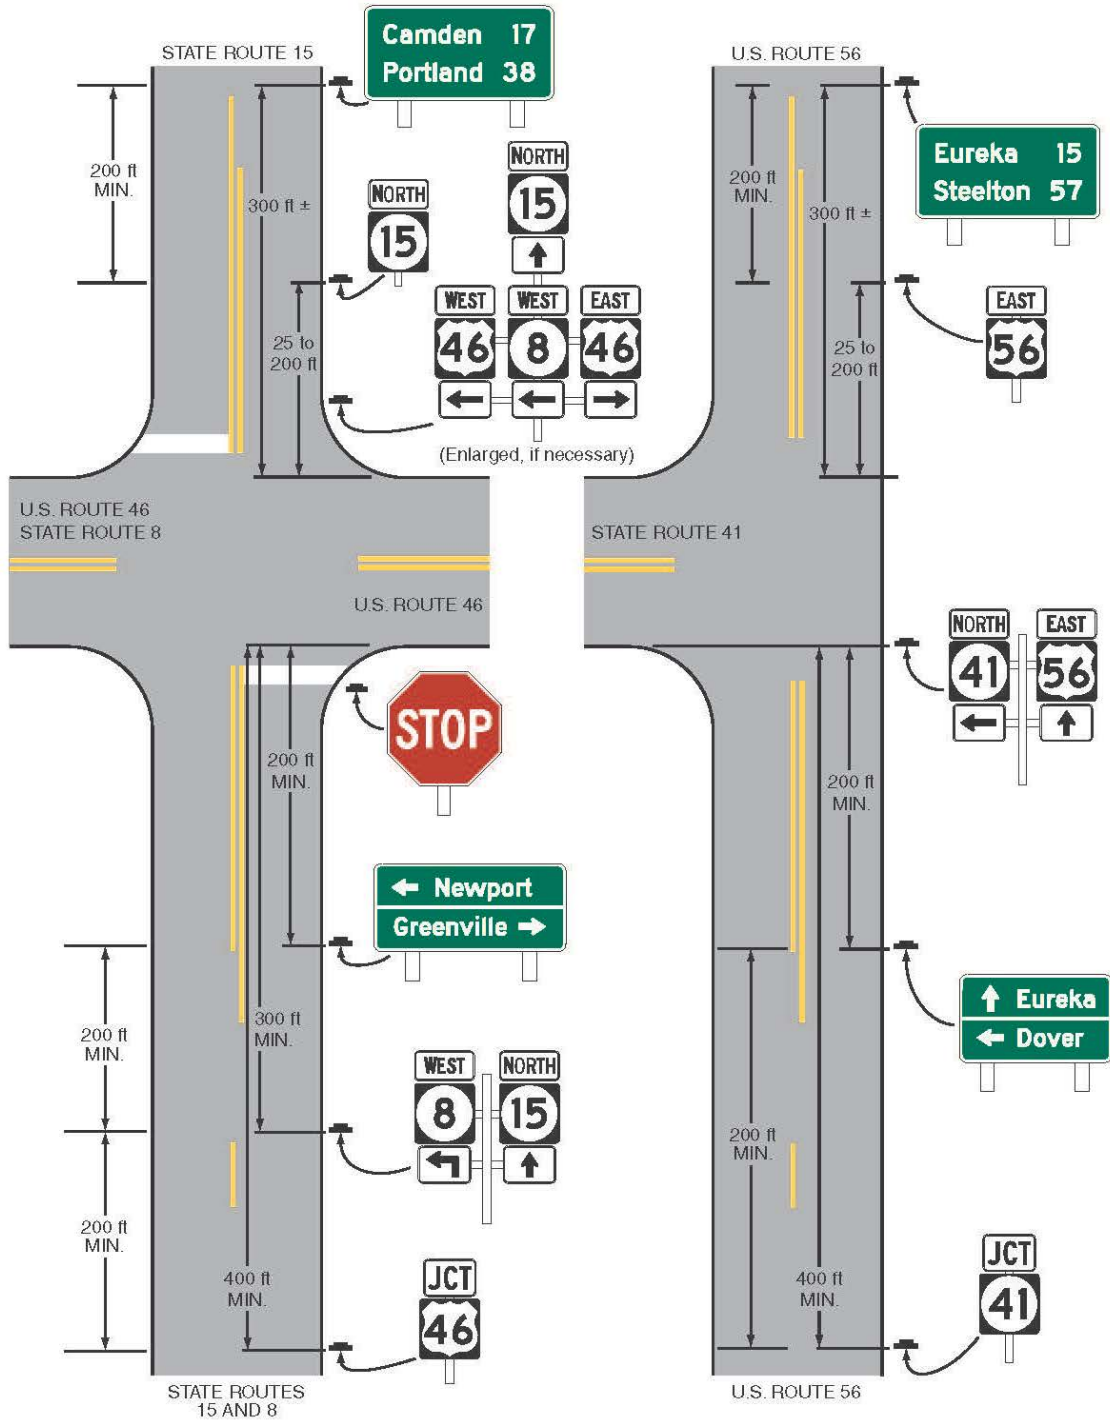 STATE ROUTE 15
Camden 17
Portland 38
200 ft
MIN.
300 ft ±
NORTH
15
NORTH
15
25 to
200 ft
WEST
46
WEST
8
EAST
46
(Enlarged, if necessary)
U.S. ROUTE 46
STATE ROUTE 8
U.S. ROUTE 46
STOP
200 ft
MIN.
Newport
Greenville
200 ft
MIN.
300 ft
MIN.
WEST
8
NORTH
15
200 ft
MIN.
400 ft
MIN.
JCT
46
STATE ROUTES
15 AND 8
U.S. ROUTE 56
200 ft
MIN.
300 ft ±
Eureka 15
Steelton 57
25 to
200 ft
EAST
56
STATE ROUTE 41
NORTH
41
EAST
56
200 ft
MIN.
Eureka
Dover
200 ft
MIN.
400 ft
MIN.
JCT
41
U.S. ROUTE 56